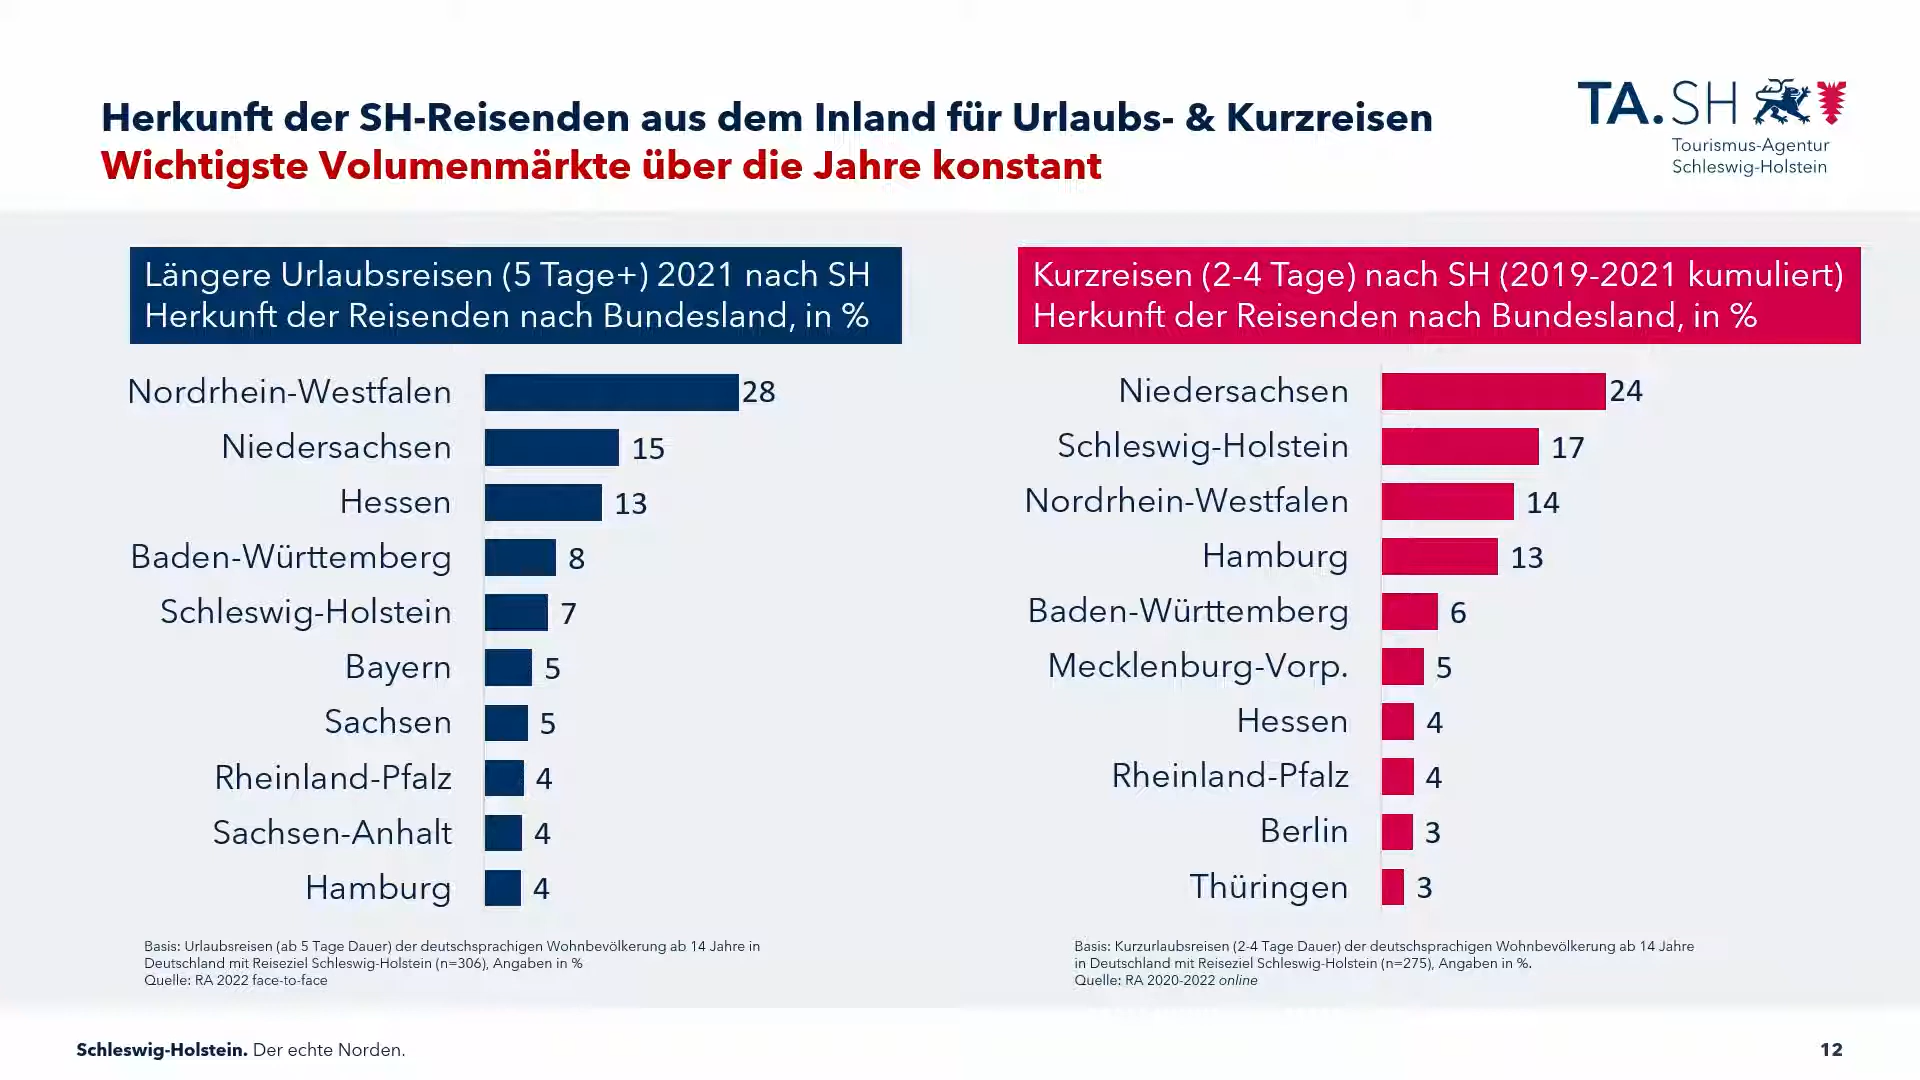 Herkunft der SH-Reisenden aus dem Inland für Urlaubs- & Kurzreisen
Wichtigste Volumenmärkte über die Jahre konstant
TA.SH
Tourismus-Agentur
Schleswig-Holstein
Längere Urlaubsreisen (5 Tage+) 2021 nach SH
Herkunft der Reisenden nach Bundesland, in %
Nordrhein-Westfalen 28
Niedersachsen 15
Hessen 13
Baden-Württemberg 8
Schleswig-Holstein 7
Bayern 5
Sachsen 5
Rheinland-Pfalz 4
Sachsen-Anhalt 4
Hamburg 4
Basis: Urlaubsreisen (ab 5 Tage Dauer) der deutschsprachigen Wohnbevölkerung ab 14 Jahre in
Deutschland mit Reiseziel Schleswig-Holstein (n=306), Angaben in %
Quelle: RA 2022 face-to-face
Kurzreisen (2-4 Tage) nach SH (2019-2021 kumuliert)
Herkunft der Reisenden nach Bundesland, in %
Niedersachsen 24
Schleswig-Holstein 17
Nordrhein-Westfalen 14
Hamburg 13
Baden-Württemberg 6
Mecklenburg-Vorp. 5
Hessen 4
Rheinland-Pfalz 4
Berlin 3
Thüringen 3
Basis: Kurzurlaubsreisen (2-4 Tage Dauer) der deutschsprachigen Wohnbevölkerung ab 14 Jahre
in Deutschland mit Reiseziel Schleswig-Holstein (n=275), Angaben in %.
Quelle: RA 2020-2022 online
Schleswig-Holstein. Der echte Norden.
12